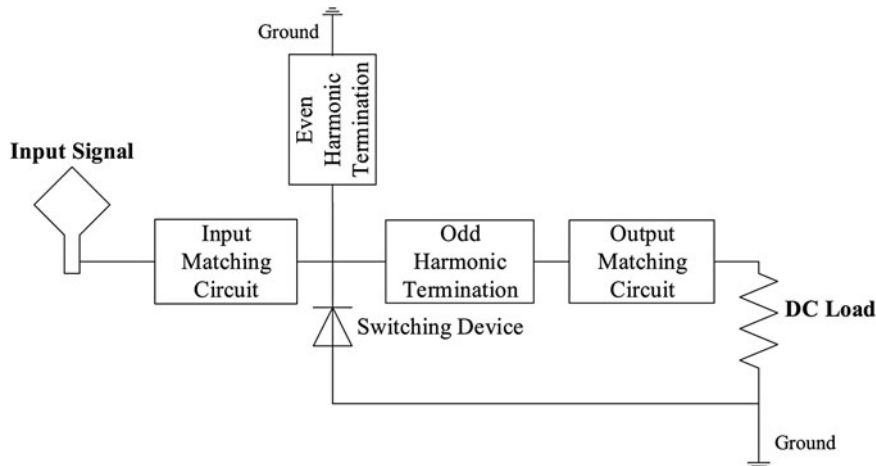 Ground
Even
Harmonic
Termination
Input Signal
Input
Matching
Circuit
Odd
Harmonic
Termination
Output
Matching
Circuit
Switching Device
DC Load
Ground